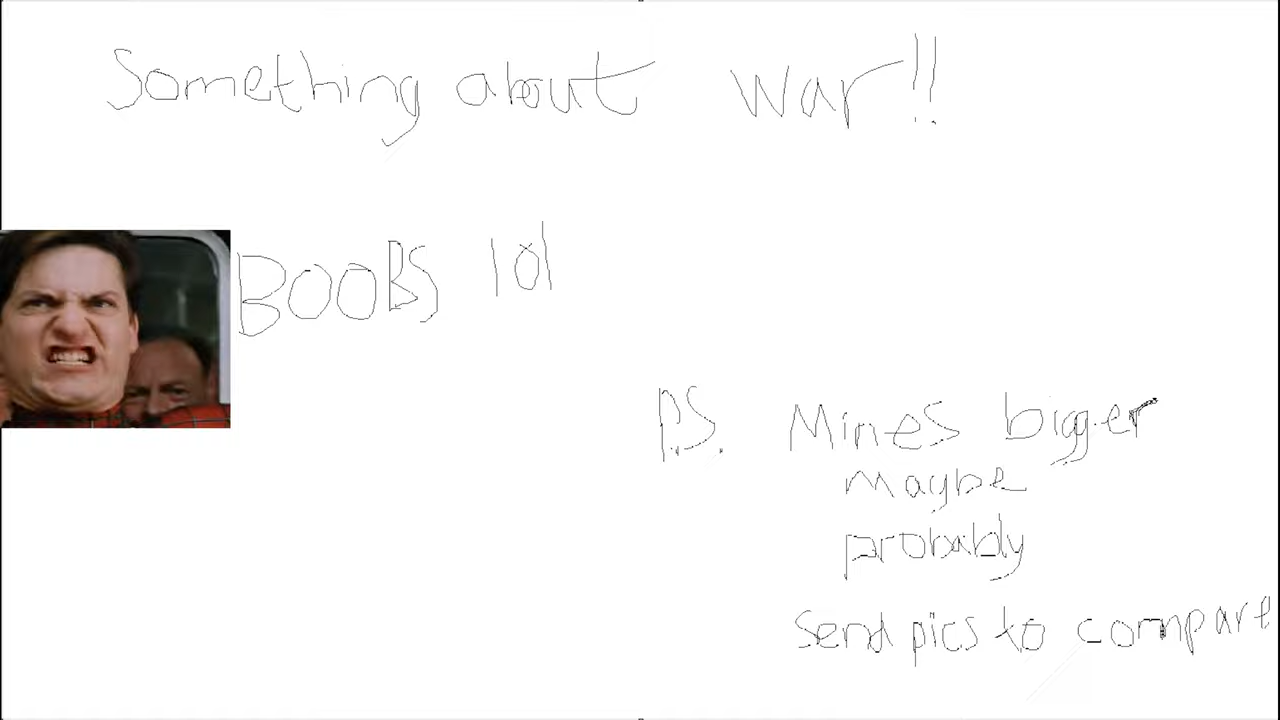 Something about war!!
BOOBS lol
P.S. Mines bigger
maybe
probably
Send pics to compare